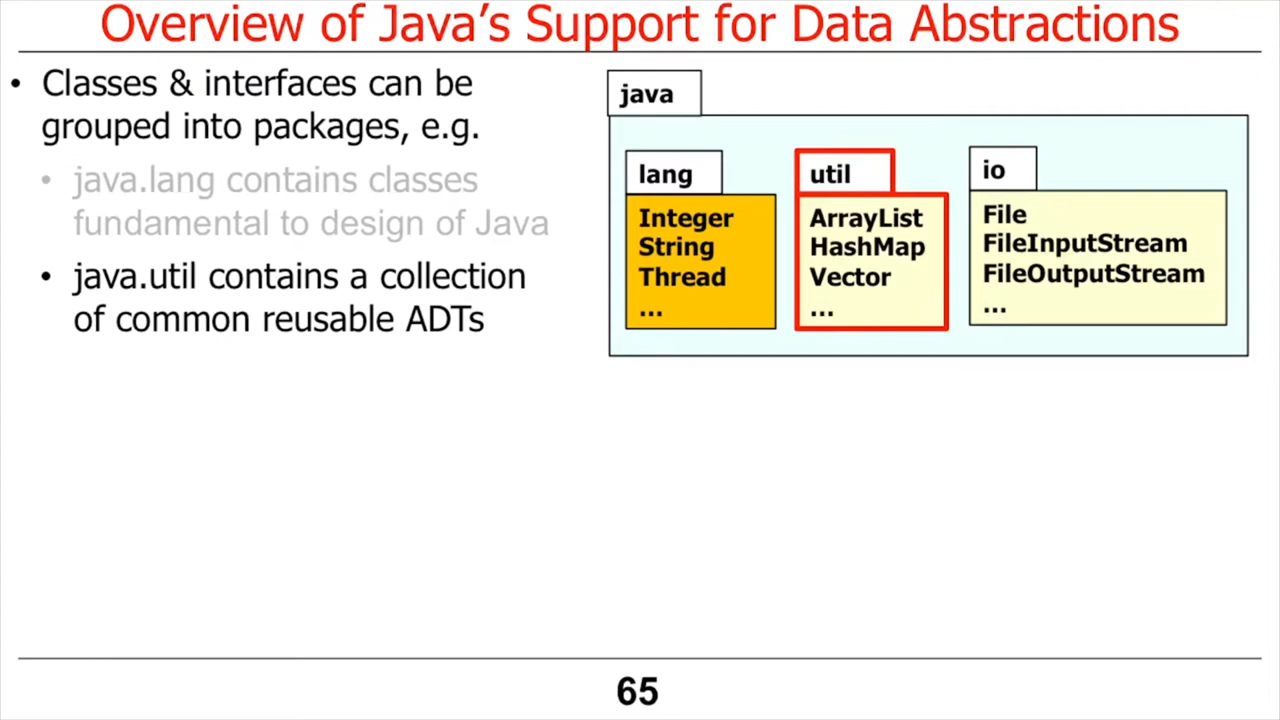 Overview of Java’s Support for Data Abstractions
• Classes & interfaces can be
grouped into packages, e.g.
• java.lang contains classes
fundamental to design of Java
• java.util contains a collection
of common reusable ADTs
java
lang
Integer
String
Thread
...
util
ArrayList
HashMap
Vector
...
io
File
FileInputStream
FileOutputStream
...
65